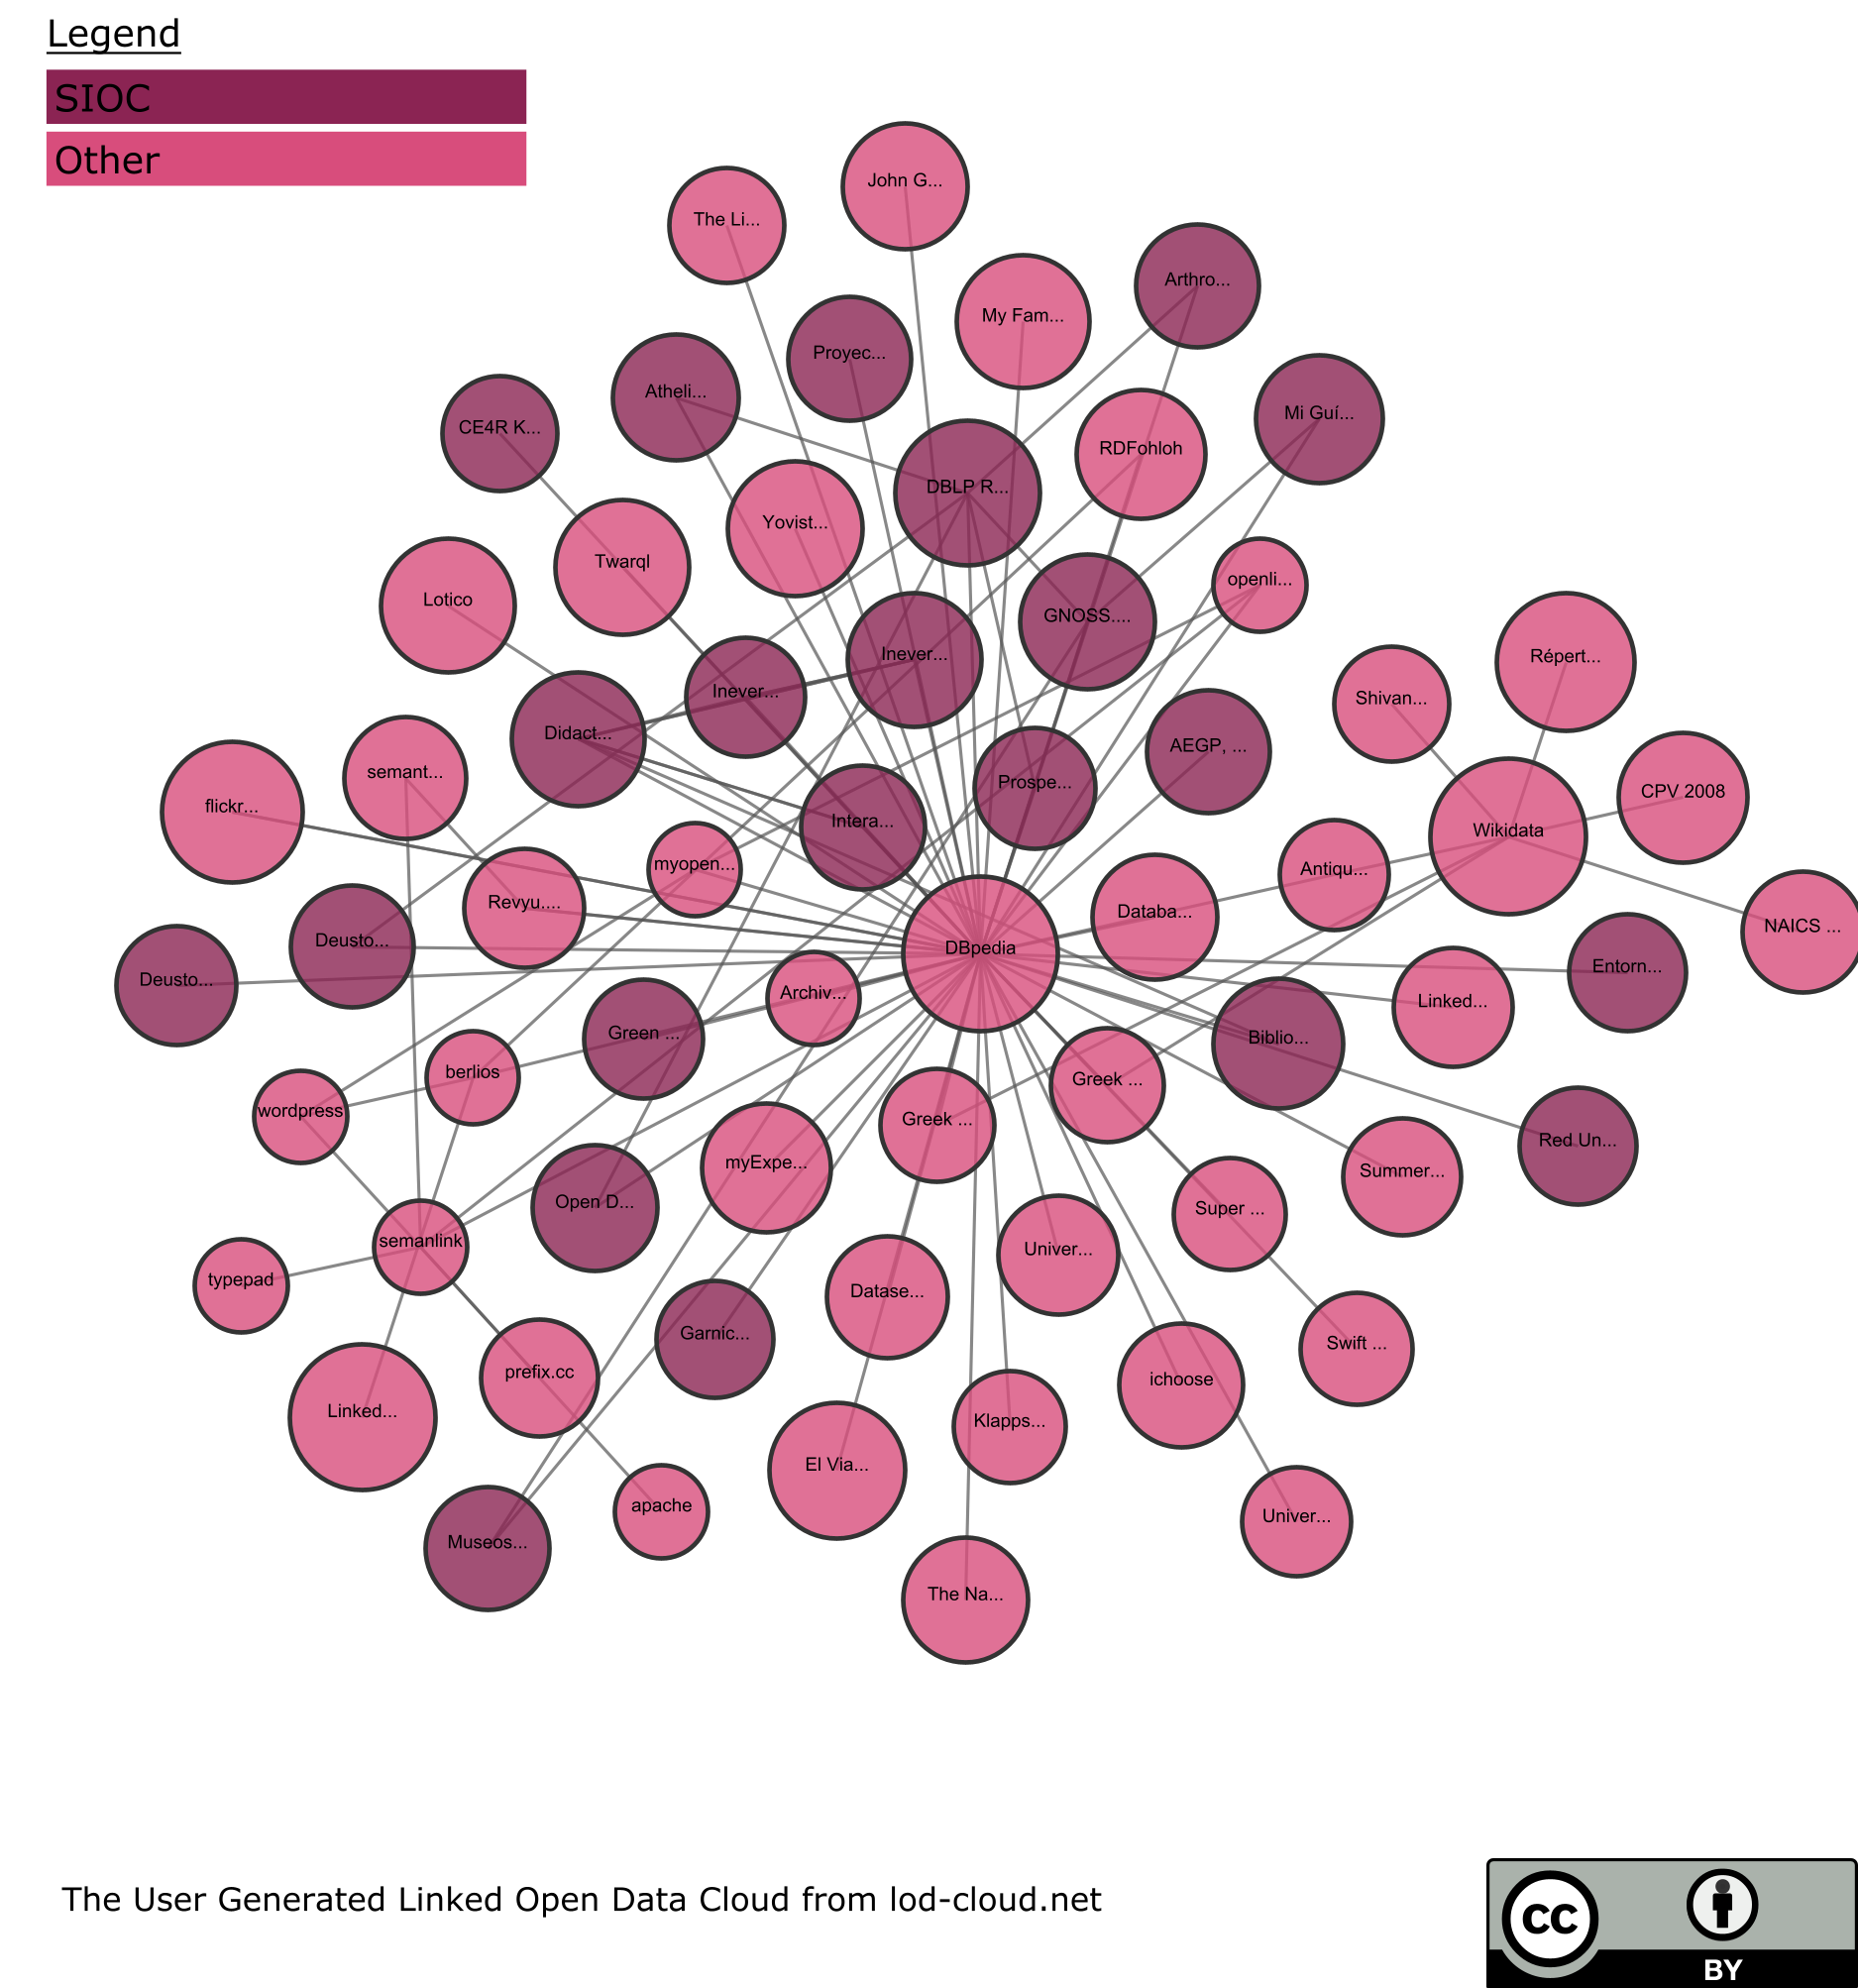 Legend
SIOC
Other
John G...
The Li...
Arthro...
My Fam...
Proyec...
Atheli...
Mi Guí...
CE4R K...
RDFohloh
DBLP R...
Yovist...
Twarql
openli...
Lotico
GNOSS....
Inever...
Répert...
Inever...
Shivan...
Didact...
AEGP, ...
semant...
Prospe...
CPV 2008
flickr...
Intera...
Wikidata
myopen...
Antiqu...
Revyu....
Databa...
NAICS ...
Deusto...
DBpedia
Entorn...
Deusto...
Archiv...
Linked...
Green ...
Biblio...
berlios
Greek ...
wordpress
Greek ...
Red Un...
myExpe...
Summer...
Open D...
Super ...
semanlink
Univer...
typepad
Datase...
Garnic...
Swift ...
prefix.cc
ichoose
Linked...
Klapps...
El Via...
apache
Univer...
Museos...
The Na...
The User Generated Linked Open Data Cloud from lod-cloud.net
cc
BY